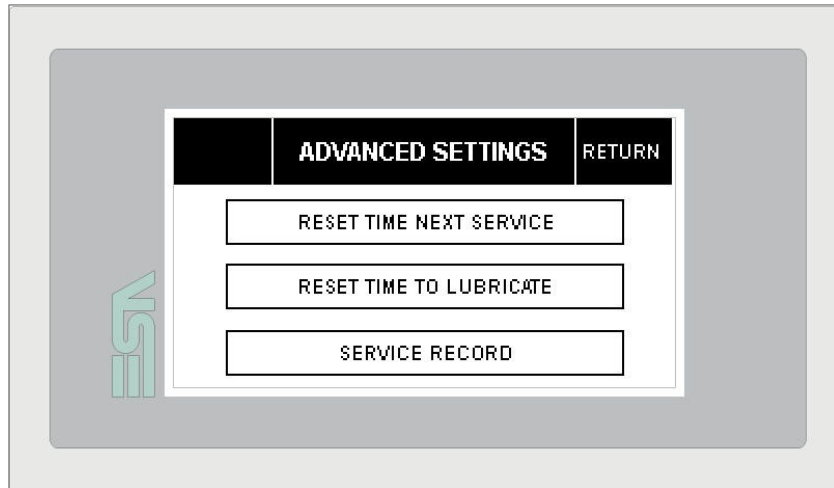 ADVANCED SETTINGS
RETURN
RESET TIME NEXT SERVICE
RESET TIME TO LUBRICATE
SERVICE RECORD